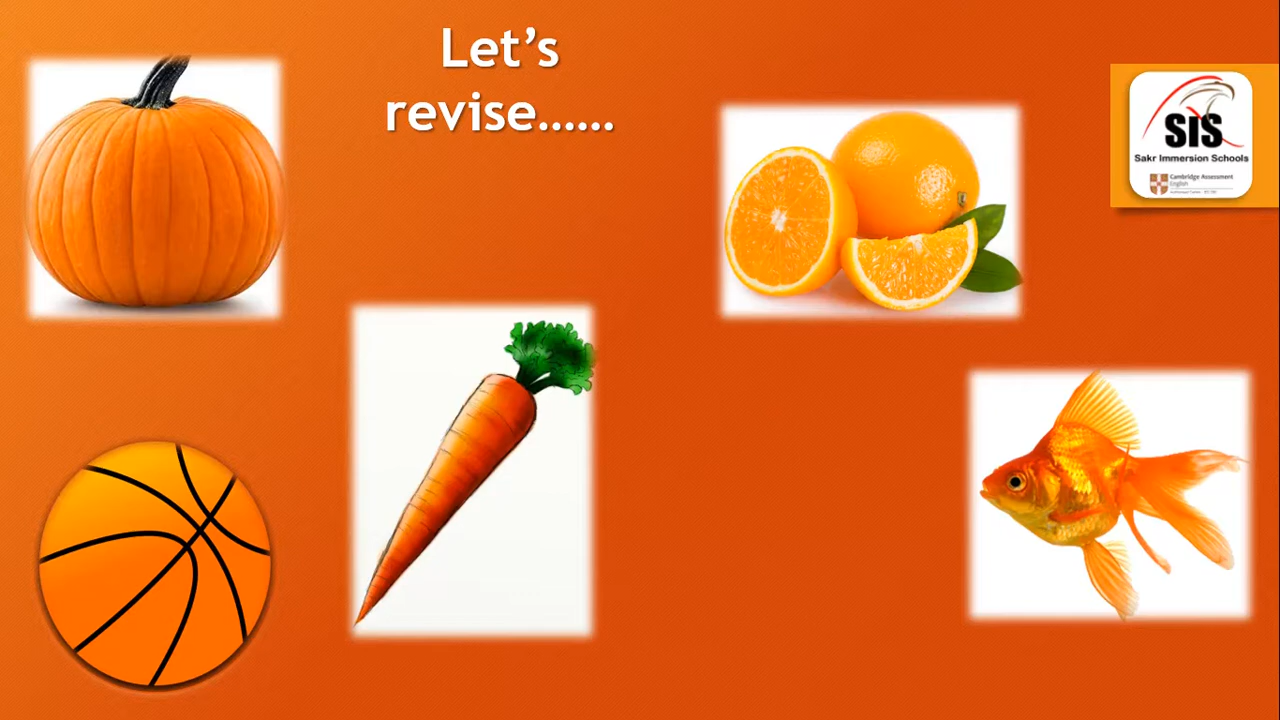 Let's
revise......
SIS
Sakr Immersion Schools
Cambridge Assessment
English